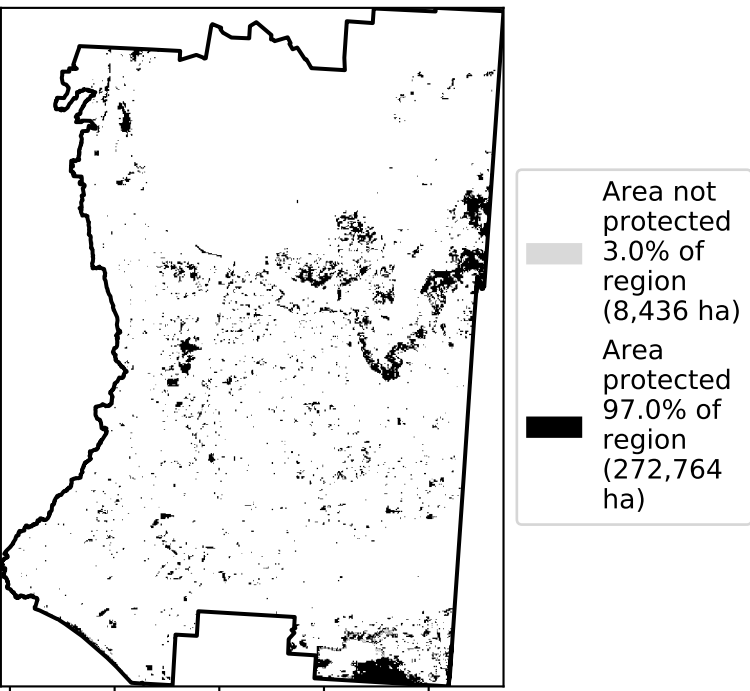 Area not
protected
3.0% of
region
(8,436 ha)
Area
protected
97.0% of
region
(272,764
ha)